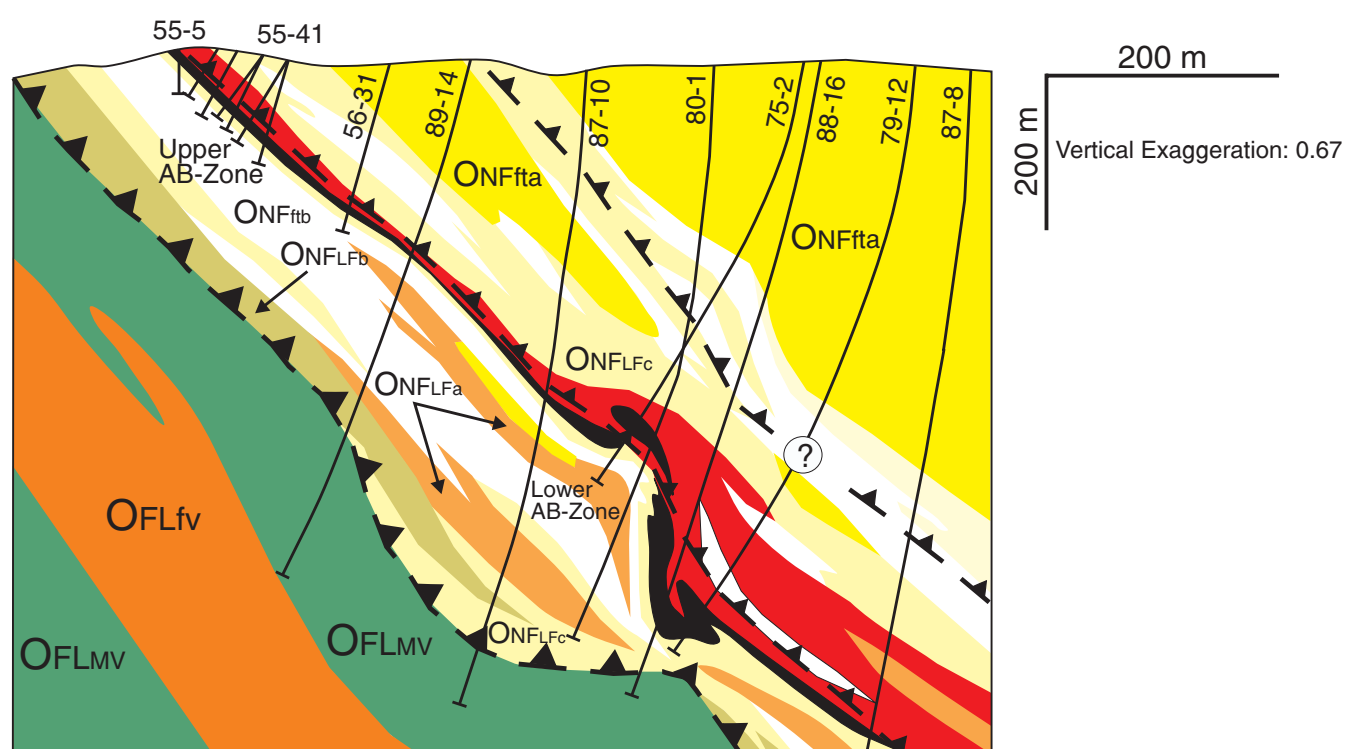 55-5
55-41
200 m
200 m
Vertical Exaggeration: 0.67
56-31
89-14
87-10
80-1
75-2
88-16
79-12
87-8
Upper
AB-Zone
ONFfta
ONFftb
ONFfta
ONFLFb
ONFLFc
ONFLFa
?
Lower
AB-Zone
OFLfv
ONFLFc
OFLMV
OFLMV